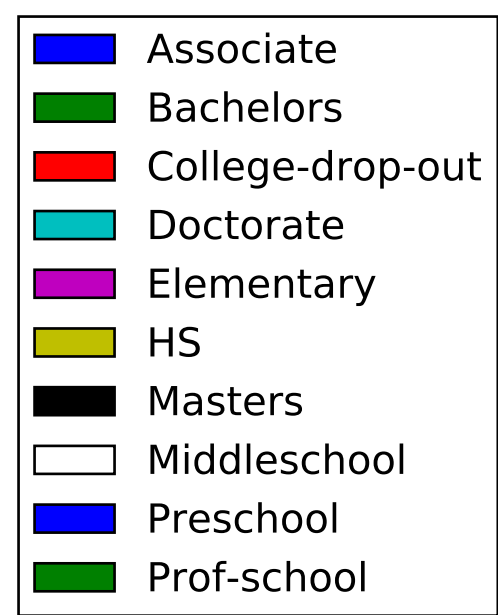 Associate
Bachelors
College-drop-out
Doctorate
Elementary
HS
Masters
Middleschool
Preschool
Prof-school